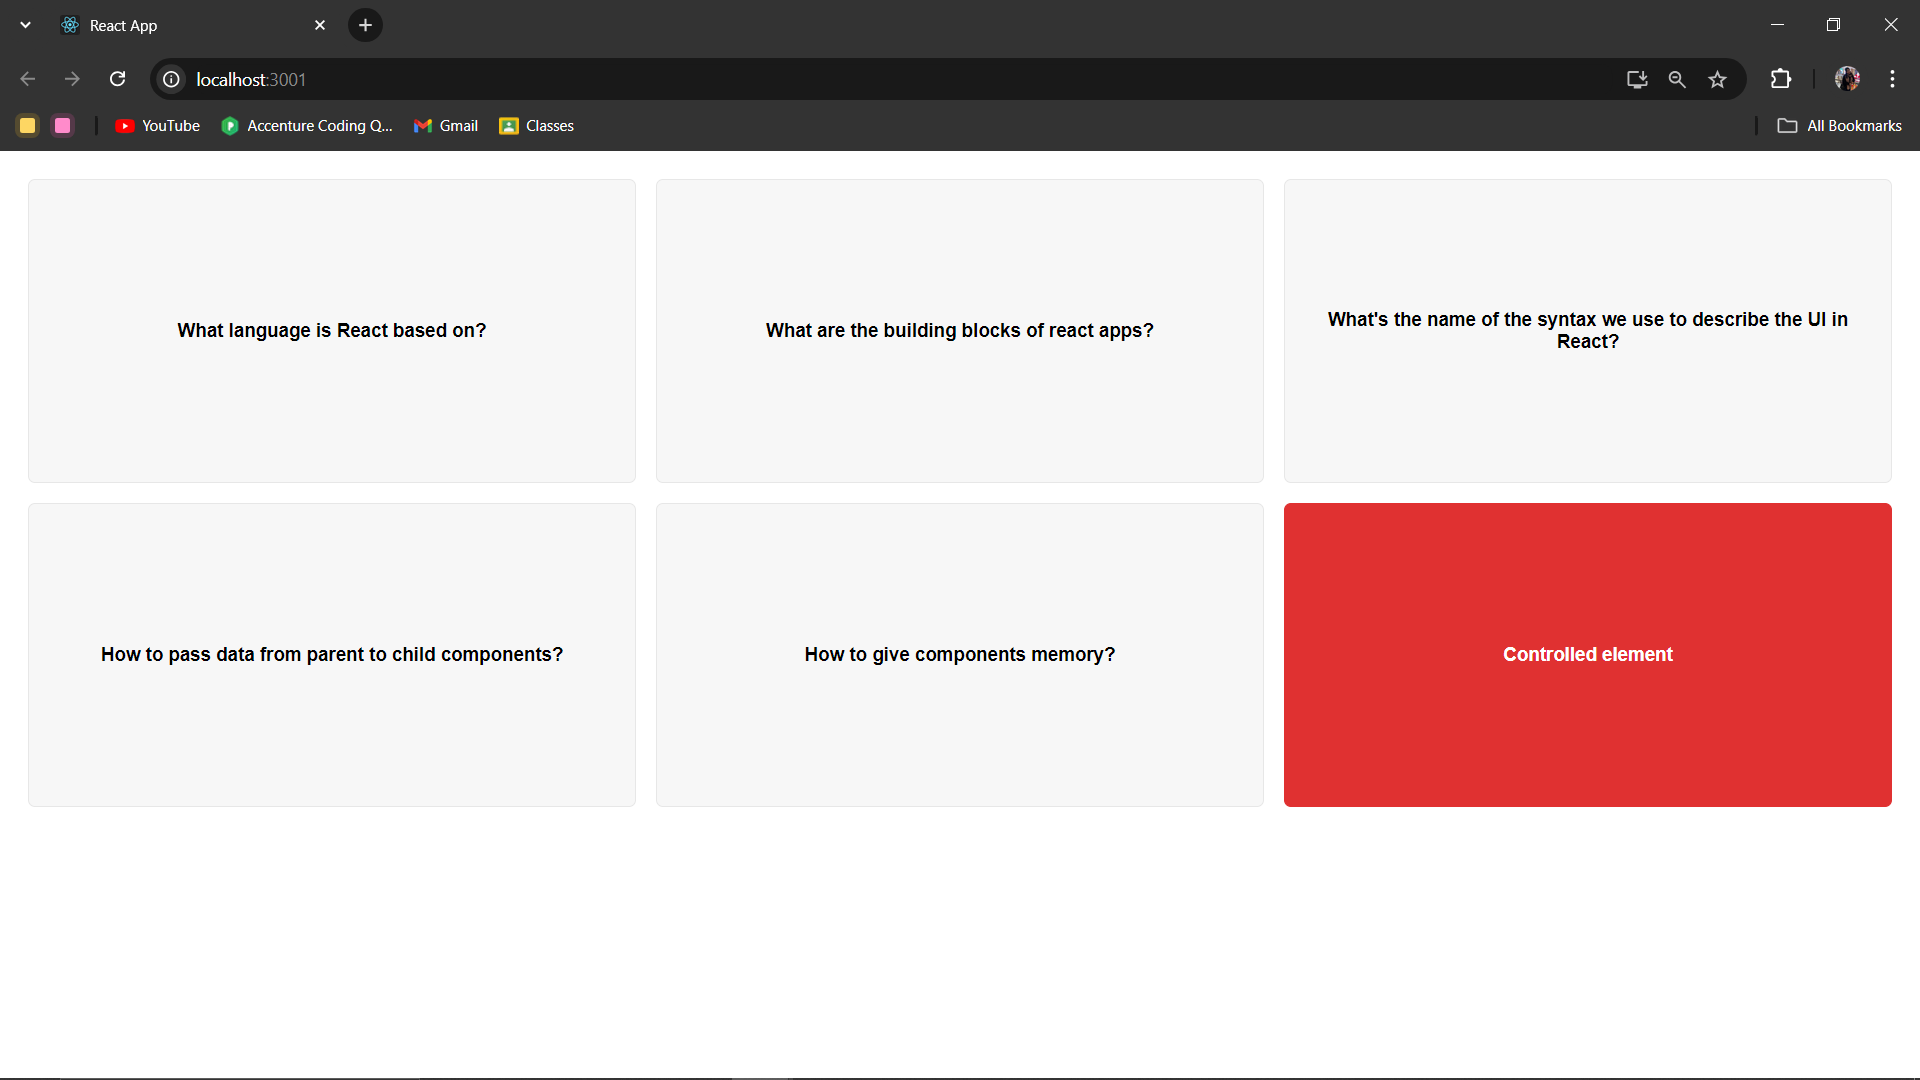 React App
localhost:3001
YouTube
Accenture Coding Q...
Gmail
Classes
All Bookmarks
What language is React based on?
What are the building blocks of react apps?
What's the name of the syntax we use to describe the UI in
React?
How to pass data from parent to child components?
How to give components memory?
Controlled element